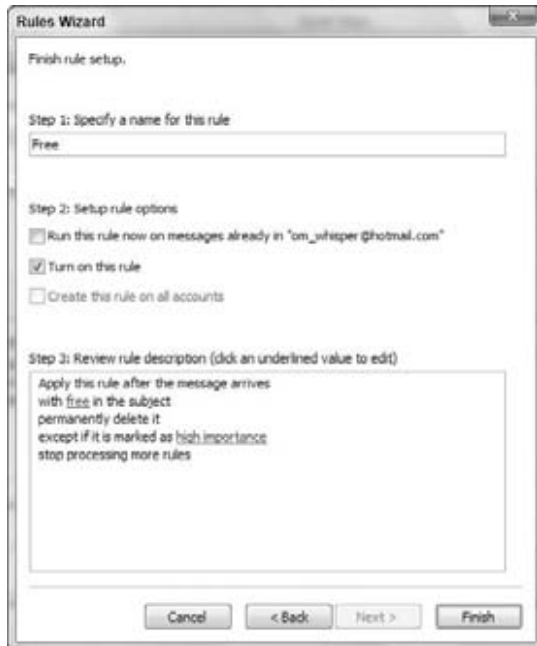 Rules Wizard
Finish rule setup.
Step 1: Specify a name for this rule
Free
Step 2: Setup rule options
Run this rule now on messages already in "om_whisper@hotmail.com"
Turn on this rule
Create this rule on all accounts
Step 3: Review rule description (click an underlined value to edit)
Apply this rule after the message arrives
with free in the subject
permanently delete it
except if it is marked as high importance
stop processing more rules
Cancel < Back Next > Finish